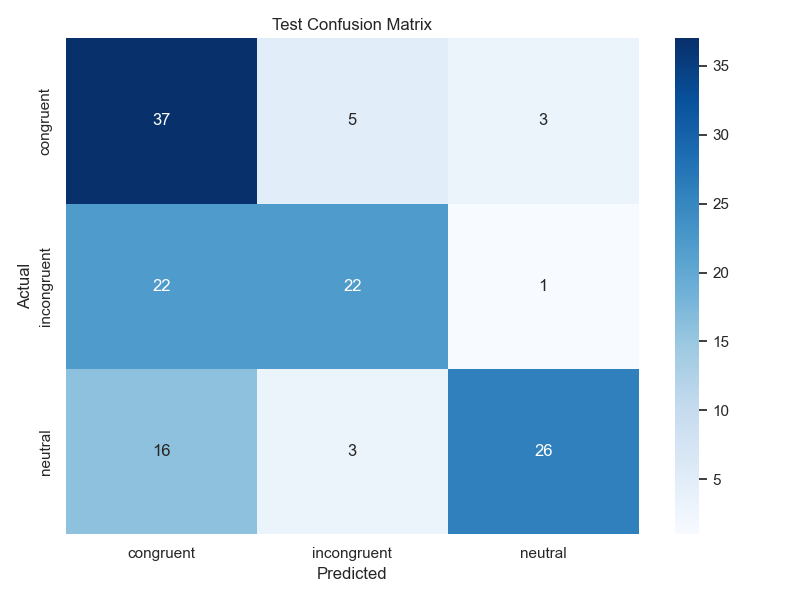 Test Confusion Matrix
congruent
37
5
3
incongruent
22
22
1
neutral
16
3
26
Actual
congruent
incongruent
neutral
Predicted
35
30
25
20
15
10
5